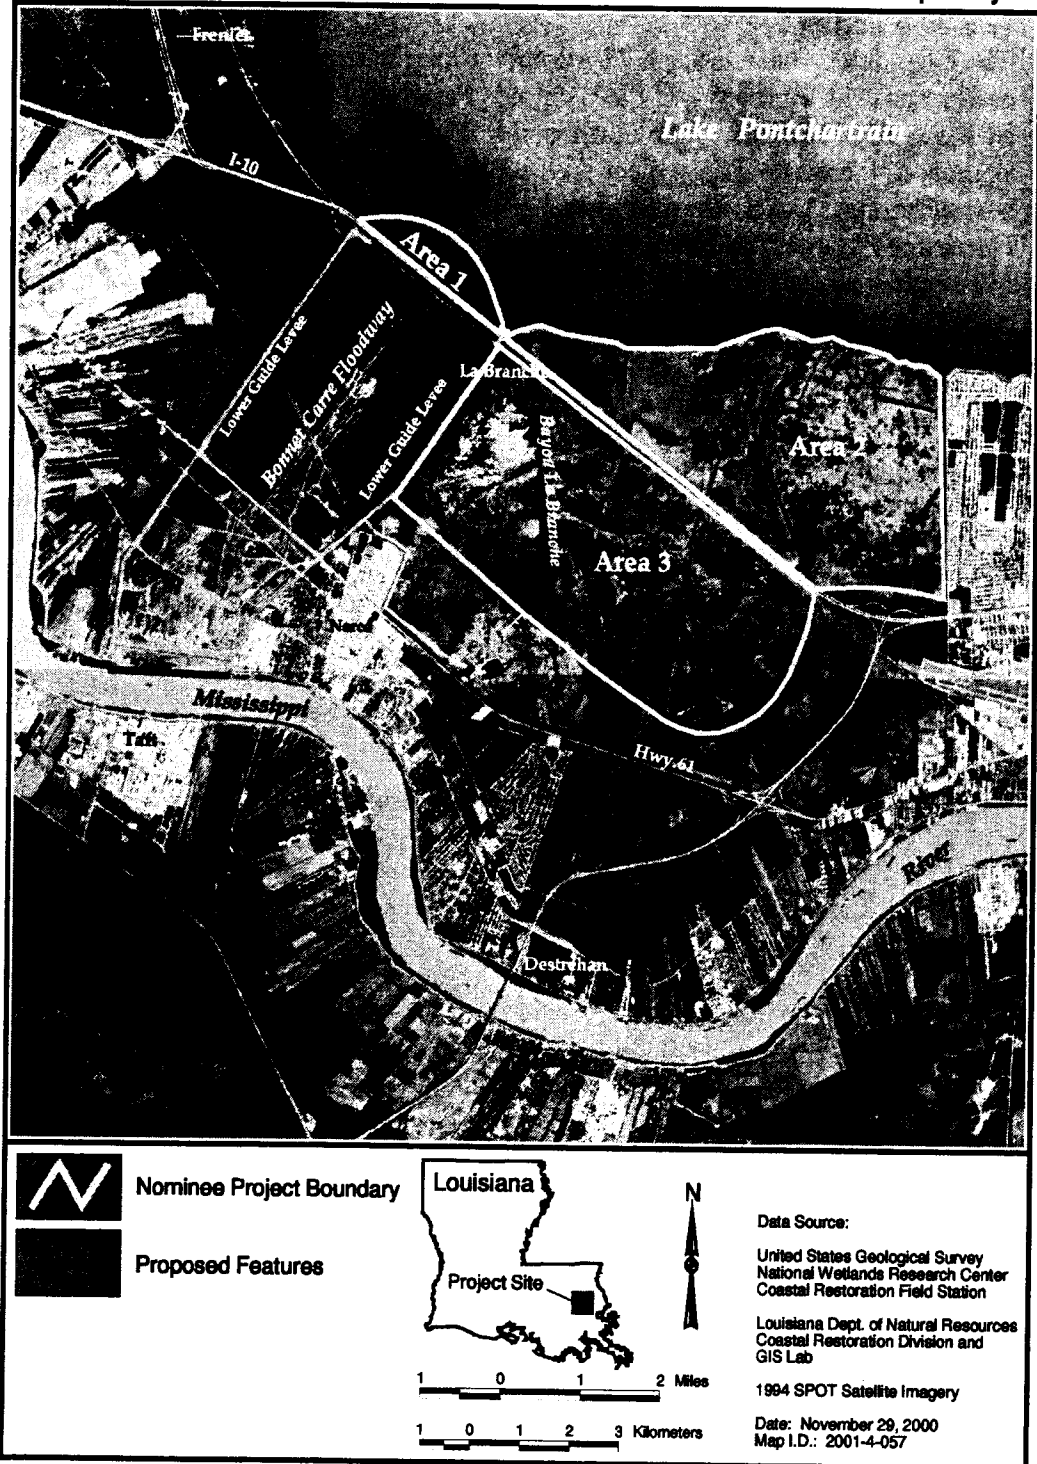 Frenier
Lake Pontchartrain
I-10
Area 1
Lower Guide Levee
Bonnet Carre Floodway
Lower Guide Levee
La Branche
Bayou La Branche
Area 2
Area 3
Norco
Mississippi
Taft
Hwy. 61
River
Destrehan
Nominee Project Boundary
Proposed Features
Louisiana
Project Site
N
1 0 1 2 Miles
1 0 1 2 3 Kilometers
Data Source:
United States Geological Survey
National Wetlands Research Center
Coastal Restoration Field Station
Louisiana Dept. of Natural Resources
Coastal Restoration Division and
GIS Lab
1994 SPOT Satellite Imagery
Date: November 29, 2000
Map I.D.: 2001-4-057